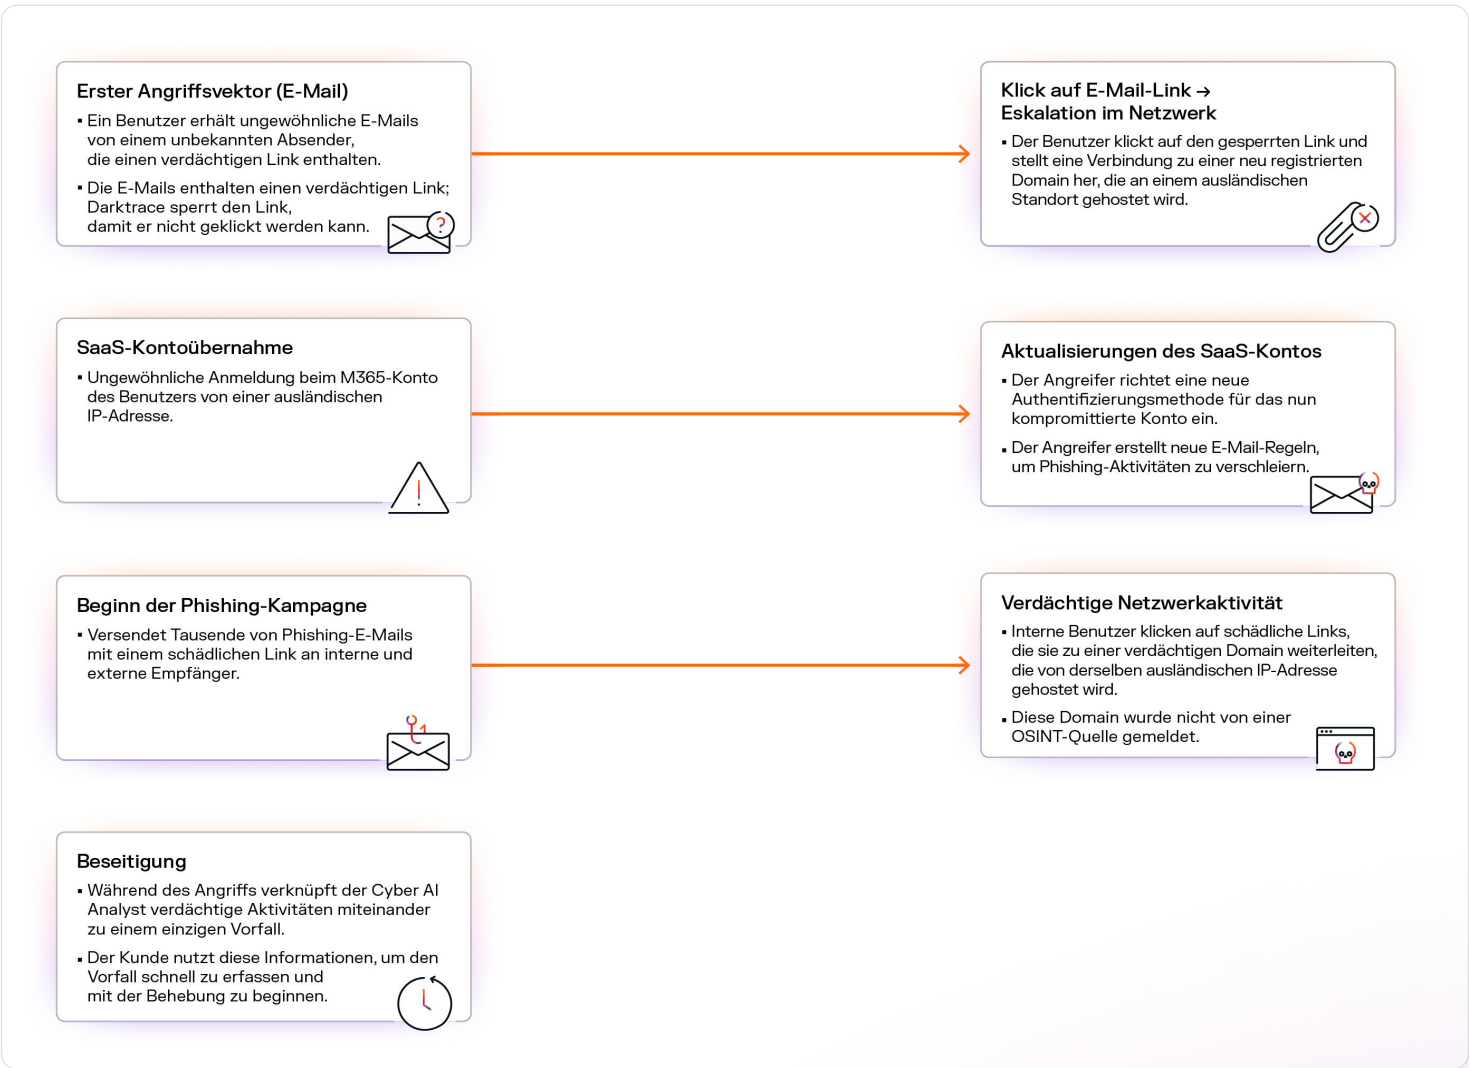 Erster Angriffsvektor (E-Mail)
▪ Ein Benutzer erhält ungewöhnliche E-Mails
von einem unbekannten Absender,
die einen verdächtigen Link enthalten.
▪ Die E-Mails enthalten einen verdächtigen Link;
Darktrace sperrt den Link,
damit er nicht geklickt werden kann.
?
Klick auf E-Mail-Link →
Eskalation im Netzwerk
▪ Der Benutzer klickt auf den gesperrten Link und
stellt eine Verbindung zu einer neu registrierten
Domain her, die an einem ausländischen
Standort gehostet wird.
SaaS-Kontoübernahme
▪ Ungewöhnliche Anmeldung beim M365-Konto
des Benutzers von einer ausländischen
IP-Adresse.
!
Aktualisierungen des SaaS-Kontos
▪ Der Angreifer richtet eine neue
Authentifizierungsmethode für das nun
kompromittierte Konto ein.
▪ Der Angreifer erstellt neue E-Mail-Regeln,
um Phishing-Aktivitäten zu verschleiern.
Beginn der Phishing-Kampagne
▪ Versendet Tausende von Phishing-E-Mails
mit einem schädlichen Link an interne und
externe Empfänger.
Verdächtige Netzwerkaktivität
▪ Interne Benutzer klicken auf schädliche Links,
die sie zu einer verdächtigen Domain weiterleiten,
die von derselben ausländischen IP-Adresse
gehostet wird.
▪ Diese Domain wurde nicht von einer
OSINT-Quelle gemeldet.
Beseitigung
▪ Während des Angriffs verknüpft der Cyber AI
Analyst verdächtige Aktivitäten miteinander
zu einem einzigen Vorfall.
▪ Der Kunde nutzt diese Informationen, um den
Vorfall schnell zu erfassen und
mit der Behebung zu beginnen.